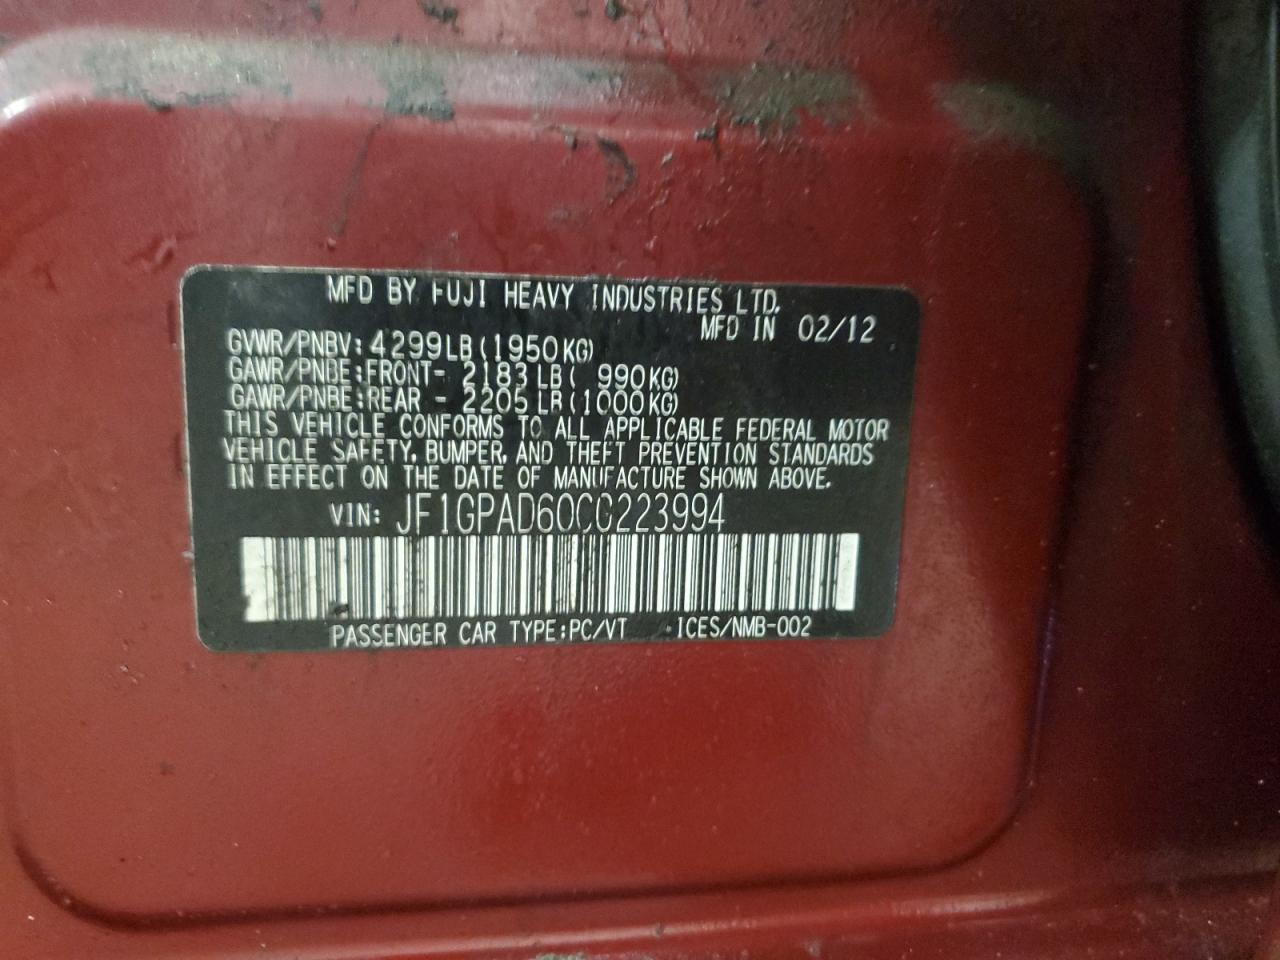 MFD BY FUJI HEAVY INDUSTRIES LTD.
MFD IN 02/12
GVWR/PNBV: 4299LB (1950KG)
GAWR/PNBE:FRONT- 2183LB ( 990KG)
GAWR/PNBE:REAR - 2205LB (1000KG)
THIS VEHICLE CONFORMS TO ALL APPLICABLE FEDERAL MOTOR
VEHICLE SAFETY, BUMPER, AND THEFT PREVENTION STANDARDS
IN EFFECT ON THE DATE OF MANUFACTURE SHOWN ABOVE.
VIN: JF1GPAD60CG223994
PASSENGER CAR TYPE:PC/VT ICES/NMB-002